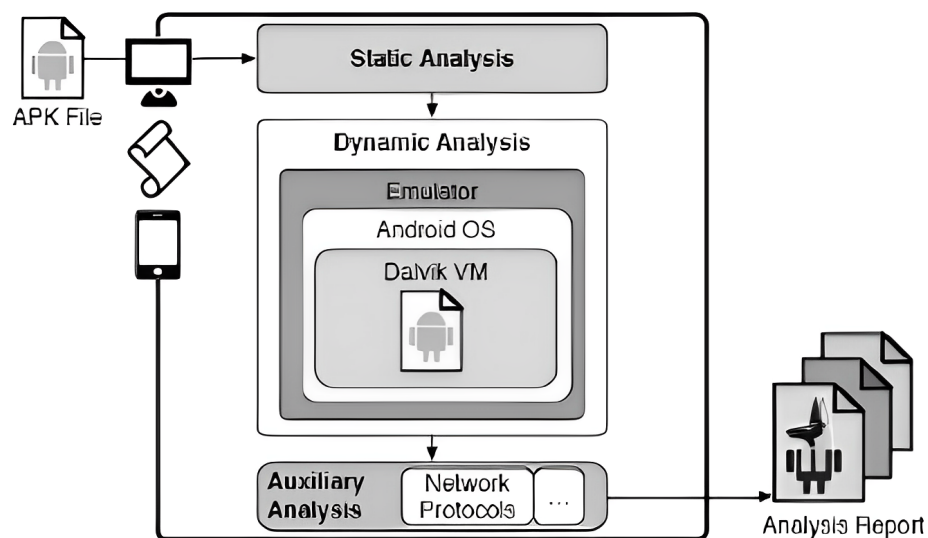 Static Analysis
APK File
Dynamic Analysis
Emulator
Android OS
Dalvik VM
Auxiliary
Analysis
Network
Protocols
...
Analysis Report